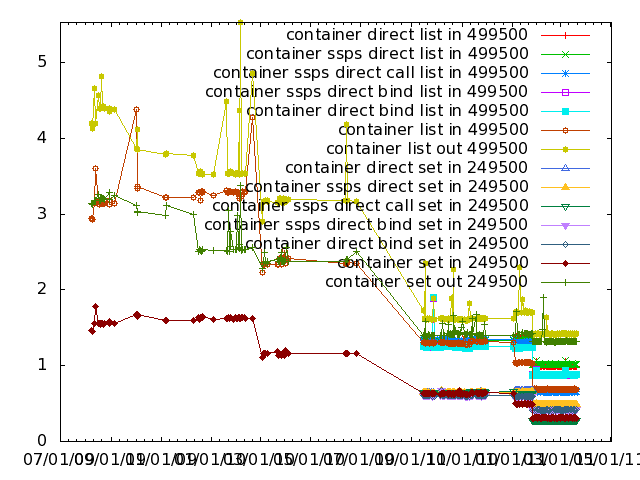 container direct list in 499500
container ssps direct list in 499500
container ssps direct call list in 499500
container ssps direct bind list in 499500
container direct bind list in 499500
container list in 499500
container list out 499500
container direct set in 249500
container ssps direct set in 249500
container ssps direct call set in 249500
container ssps direct bind set in 249500
container direct bind set in 249500
container set in 249500
container set out 249500
5
4
3
2
1
0
07/01/09 09/01/09 11/01/09 01/01/10 03/01/10 05/01/10 07/01/10 09/01/10 11/01/10 01/01/11 03/01/11 05/01/11